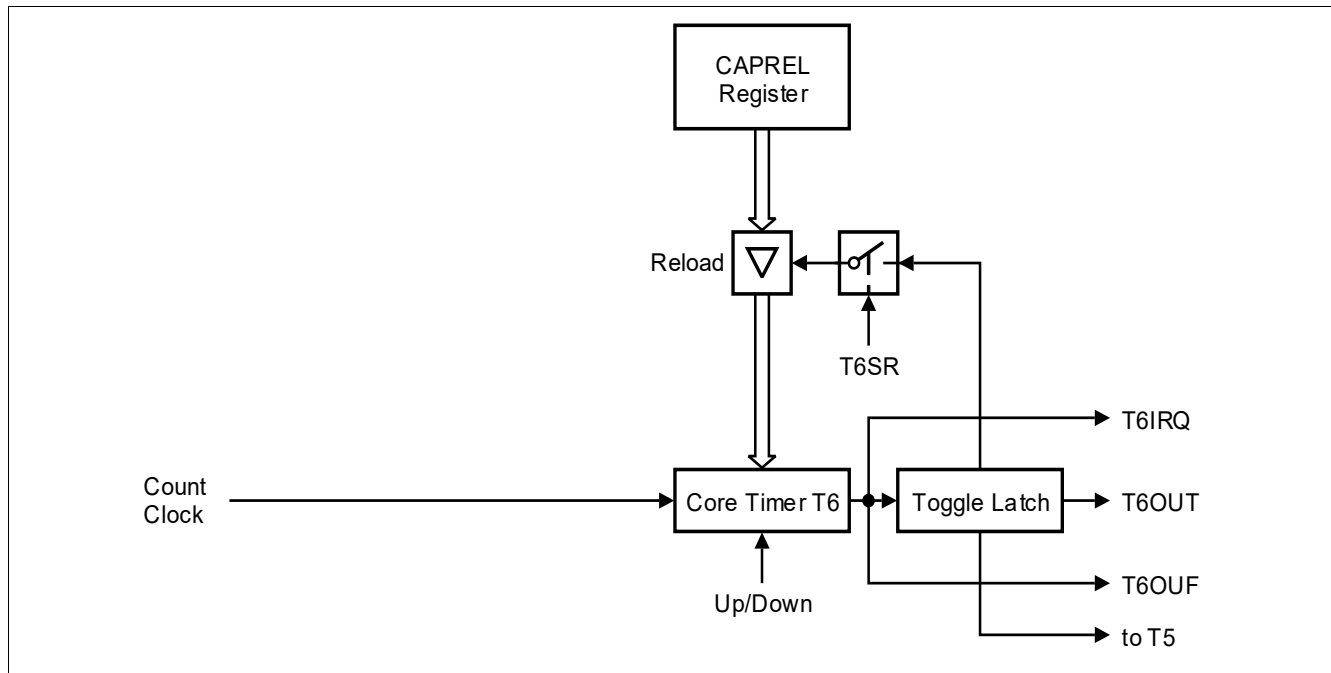 CAPREL
Register
Reload
T6SR
T6IRQ
Count
Clock
Core Timer T6
Toggle Latch
T6OUT
Up/Down
T6OUF
to T5